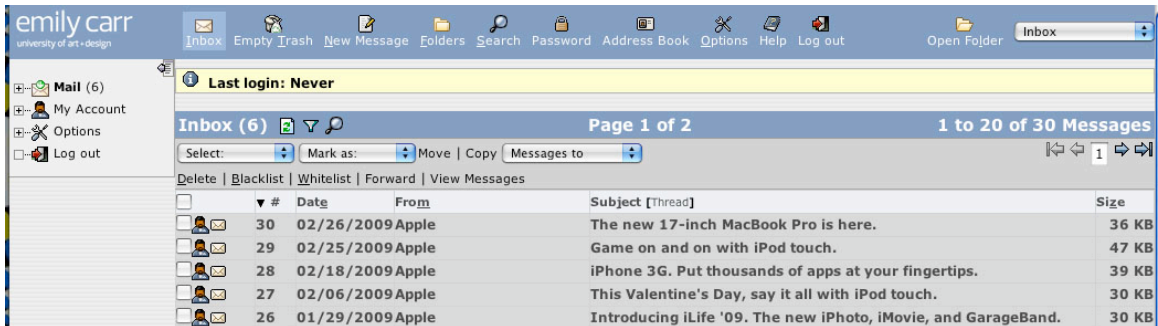 emily carr
university of art + design
Inbox Empty Trash New Message Folders Search Password Address Book Options Help Log out Open Folder Inbox
Mail (6)
My Account
Options
Log out
Last login: Never
Inbox (6) Page 1 of 2 1 to 20 of 30 Messages
Select: Mark as: Move | Copy Messages to 1
Delete | Blacklist | Whitelist | Forward | View Messages
# Date From Subject [Thread] Size
30 02/26/2009 Apple The new 17-inch MacBook Pro is here. 36 KB
29 02/25/2009 Apple Game on and on with iPod touch. 47 KB
28 02/18/2009 Apple iPhone 3G. Put thousands of apps at your fingertips. 39 KB
27 02/06/2009 Apple This Valentine's Day, say it all with iPod touch. 30 KB
26 01/29/2009 Apple Introducing iLife '09. The new iPhoto, iMovie, and GarageBand. 30 KB